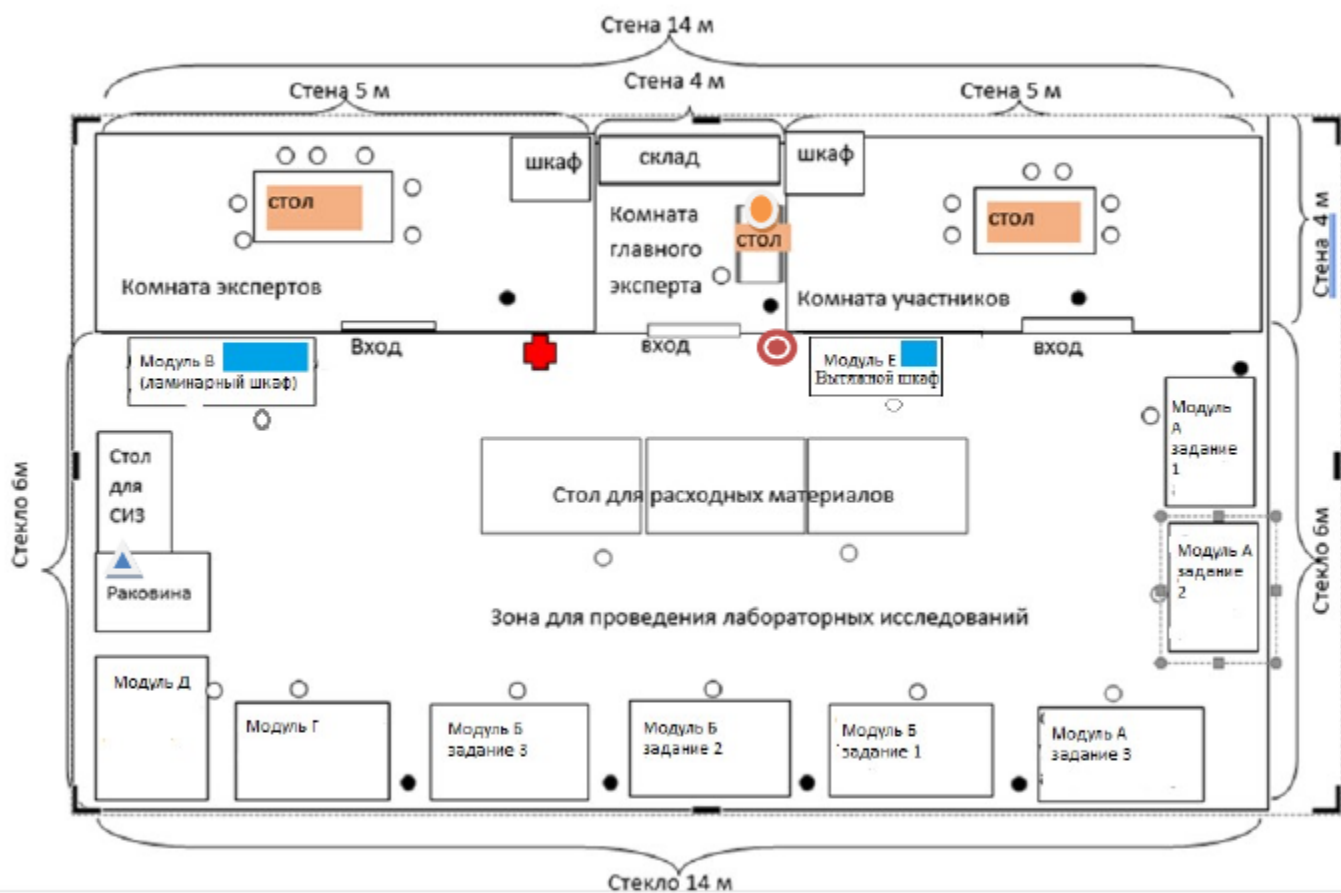 Стена 14 м
Стена 5 м
Стена 4 м
Стена 5 м
шкаф
склад
шкаф
стол
Комната
главного
эксперта
стол
стол
Стена 4 м
Комната экспертов
Комната участников
Вход
вход
вход
Модуль В
(ламинарный шкаф)
Модуль Е
Вытяжной шкаф
Модуль
А
задание
1
Стол
для
СИЗ
Стол для расходных материалов
Стекло 6м
Стекло 6м
Модуль А
задание
2
Раковина
Зона для проведения лабораторных исследований
Модуль Д
Модуль Г
Модуль Б
задание 3
Модуль Б
задание 2
Модуль Б
задание 1
Модуль А
задание 3
Стекло 14 м